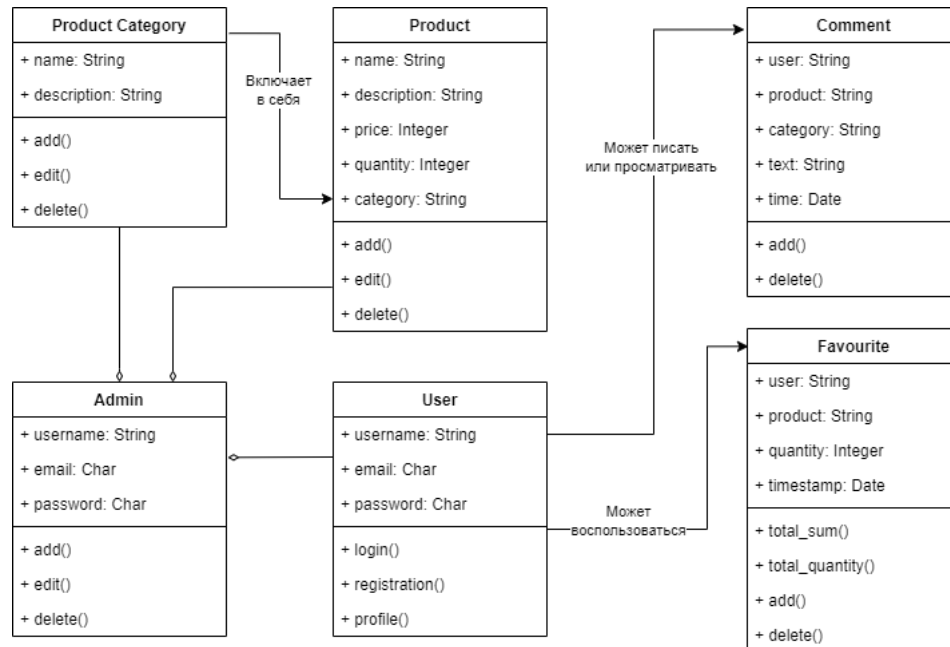 Product Category
+ name: String
+ description: String
+ add()
+ edit()
+ delete()
Включает
в себя
Product
+ name: String
+ description: String
+ price: Integer
+ quantity: Integer
+ category: String
+ add()
+ edit()
+ delete()
Может писать
или просматривать
Comment
+ user: String
+ product: String
+ category: String
+ text: String
+ time: Date
+ add()
+ delete()
Admin
+ username: String
+ email: Char
+ password: Char
+ add()
+ edit()
+ delete()
User
+ username: String
+ email: Char
+ password: Char
+ login()
+ registration()
+ profile()
Может
воспользоваться
Favourite
+ user: String
+ product: String
+ quantity: Integer
+ timestamp: Date
+ total_sum()
+ total_quantity()
+ add()
+ delete()